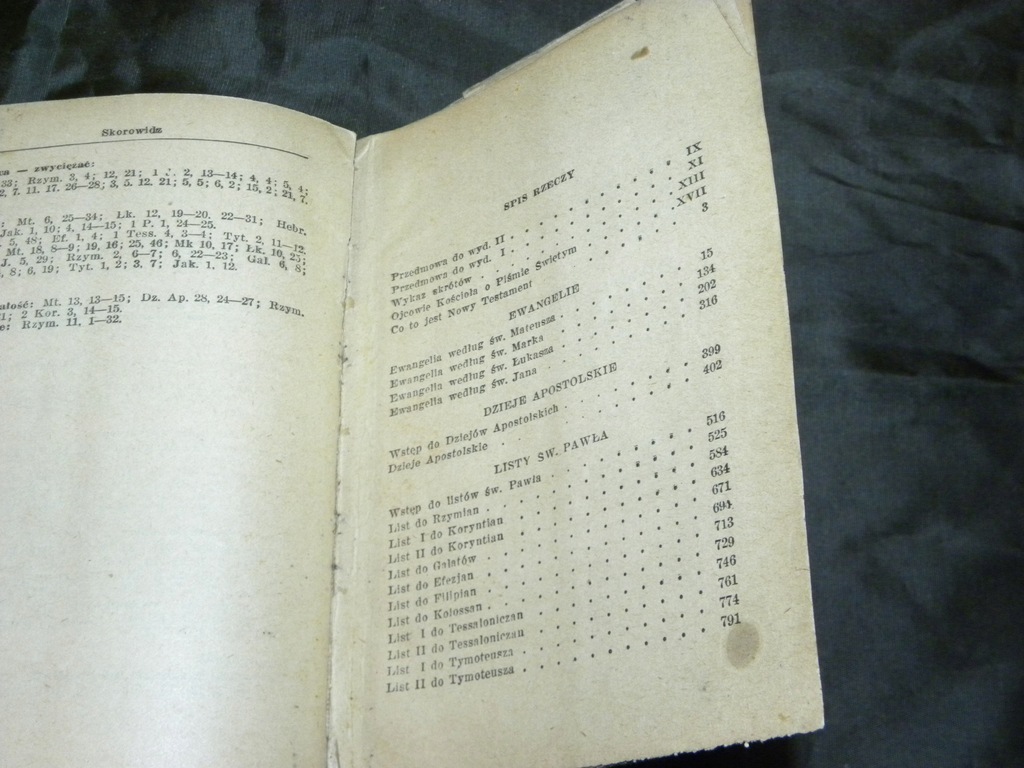 Skorowidz
— zwyciężać:
33; Rzym. 3, 4; 12, 21; 1 2, 13—14; 4, 4; 5, 4;
2, 7. 11. 17. 26—28; 3, 5. 12. 21; 5, 5; 6, 2; 15, 2; 21, 7.
Mt. 6, 25—34; Lk. 12, 19—20. 22—31; Hebr.
Jak. 1, 10; 4, 14—15; 1 P. 1, 24—25.
5, 48; Ef. 1, 4; 1 Tess. 4, 3—4; Tyt. 2, 11—12.
Mt. 18, 8—9; 19, 16; 25, 46; Mk 10, 17; Łk. 10, 25;
J. 5, 29; Rzym. 2, 6—7; 6, 22—23; Gal. 6, 8;
8; 6, 19; Tyt. 1, 2; 3, 7; Jak. 1, 12.
Mt. 13, 13—15; Dz. Ap. 28, 24—27; Rzym.
2 Kor. 3, 14—15.
Rzym. 11, 1—32.
SPIS RZECZY
Przedmowa do wyd. II . . . . . . . . IX
Przedmowa do wyd. I . . . . . . . . XI
Wykaz skrótów . . . . . . . . XIII
Ojcowie Kościoła o Piśmie Świętym . . . . XVII
Co to jest Nowy Testament . . . . . . 3
EWANGELIE
Ewangelia według św. Mateusza . . . . . . 15
Ewangelia według św. Marka . . . . . . 134
Ewangelia według św. Łukasza . . . . . . 202
Ewangelia według św. Jana . . . . . . 316
DZIEJE APOSTOLSKIE
Wstęp do Dziejów Apostolskich . . . . . . 399
Dzieje Apostolskie . . . . . . 402
LISTY ŚW. PAWŁA
Wstęp do listów św. Pawła . . . . . . 516
List do Rzymian . . . . . . . . 525
List I do Koryntian . . . . . . . . 584
List II do Koryntian . . . . . . . . 634
List do Galatów . . . . . . . . 671
List do Efezjan . . . . . . . . 694
List do Filipian . . . . . . . . 713
List do Kolossan . . . . . . . . 729
List I do Tessaloniczan . . . . . . . . 746
List II do Tessaloniczan . . . . . . . . 761
List I do Tymoteusza . . . . . . . . 774
List II do Tymoteusza . . . . . . . . 791